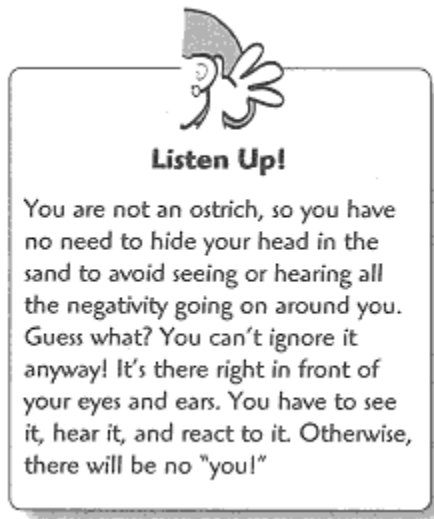 Listen Up!
You are not an ostrich, so you have
no need to hide your head in the
sand to avoid seeing or hearing all
the negativity going on around you.
Guess what? You can't ignore it
anyway! It's there right in front of
your eyes and ears. You have to see
it, hear it, and react to it. Otherwise,
there will be no "you!"